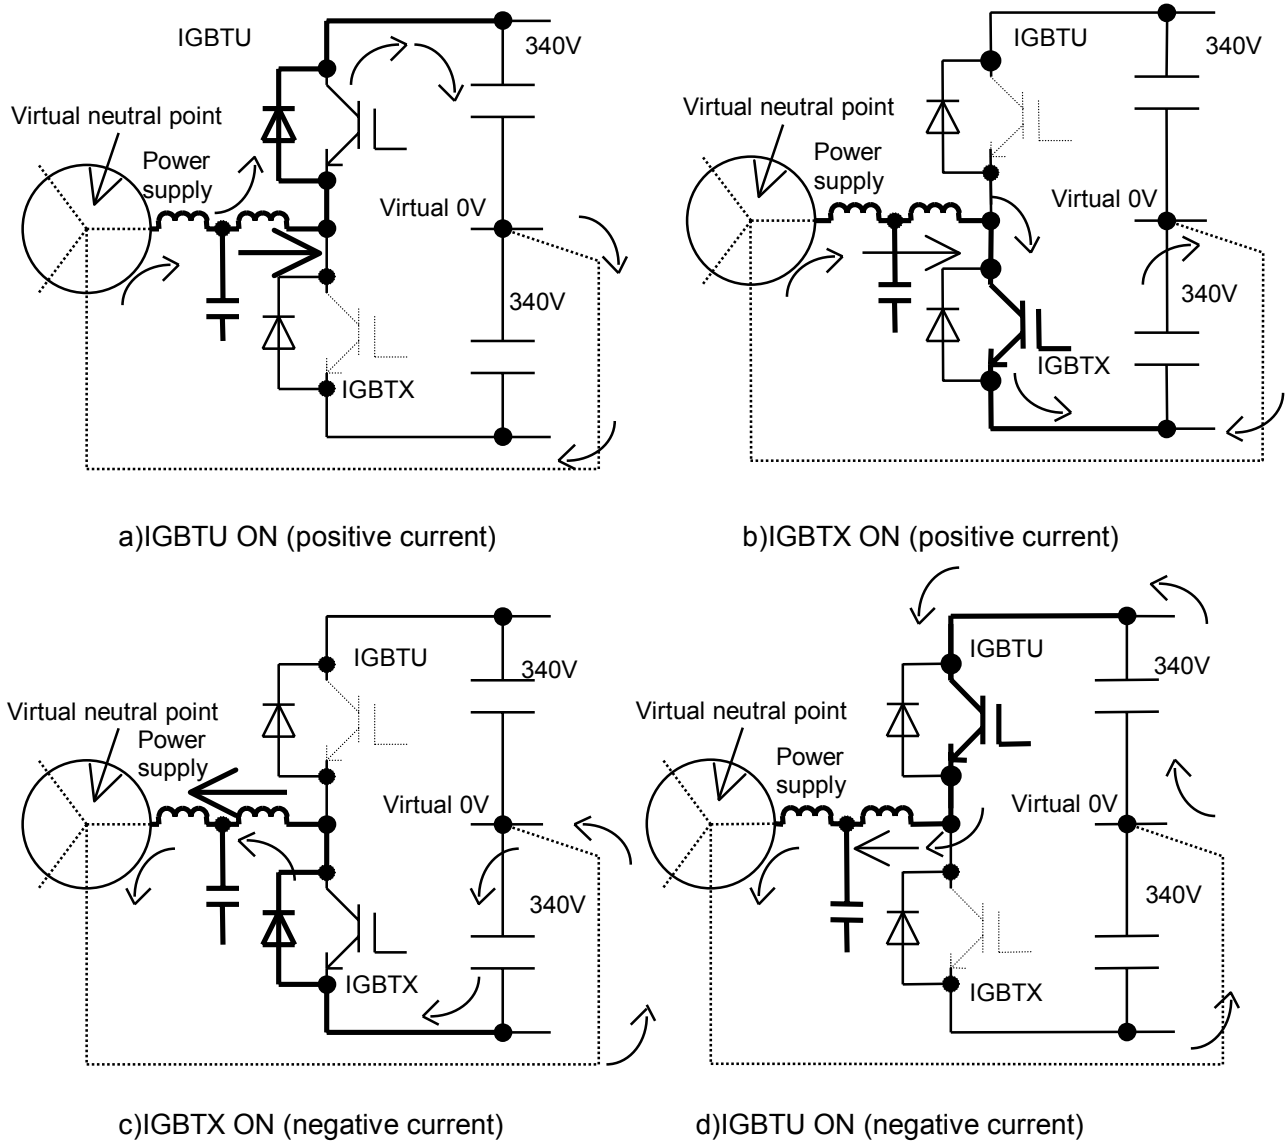 IGBTU
340V
Virtual neutral point
Power
supply
Virtual 0V
340V
IGBTX
a)IGBTU ON (positive current)
IGBTU
340V
Virtual neutral point
Power
supply
Virtual 0V
340V
IGBTX
b)IGBTX ON (positive current)
IGBTU
340V
Virtual neutral point
Power
supply
Virtual 0V
340V
IGBTX
c)IGBTX ON (negative current)
IGBTU
340V
Virtual neutral point
Power
supply
Virtual 0V
340V
IGBTX
d)IGBTU ON (negative current)